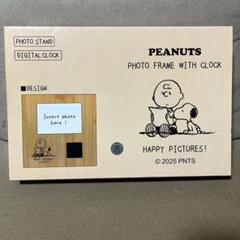 PHOTO STAND
DIGITAL CLOCK
PEANUTS
PHOTO FRAME WITH CLOCK
■DESIGN
Insert photo
here !
HAPPY PICTURES!
© 2025 PNTS